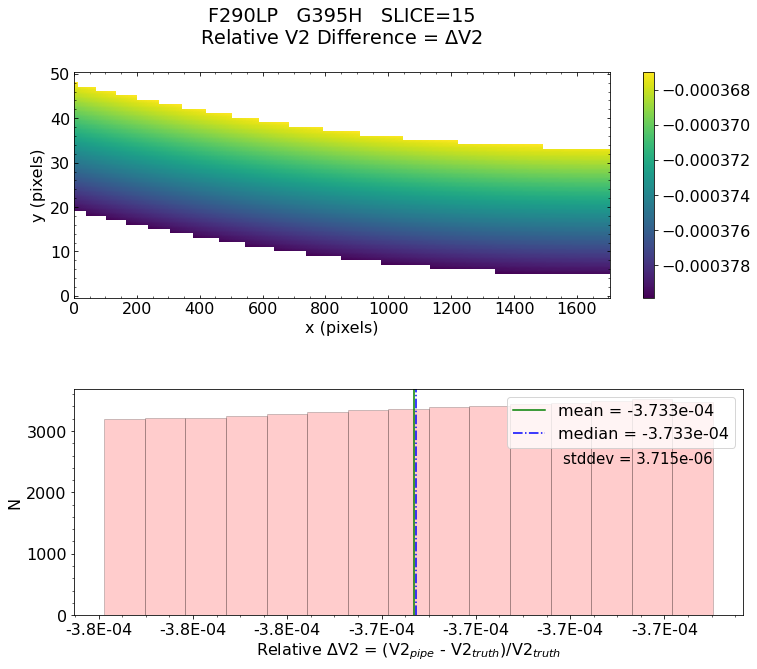 F290LP G395H SLICE=15
Relative V2 Difference = ΔV2
50
40
30
20
10
0
y (pixels)
0 200 400 600 800 1000 1200 1400 1600
x (pixels)
−0.000368
−0.000370
−0.000372
−0.000374
−0.000376
−0.000378
mean = -3.733e-04
median = -3.733e-04
stddev = 3.715e-06
3000
2000
1000
0
N
-3.8E-04 -3.8E-04 -3.8E-04 -3.7E-04 -3.7E-04 -3.7E-04 -3.7E-04
Relative ΔV2 = (V2pipe - V2truth)/V2truth